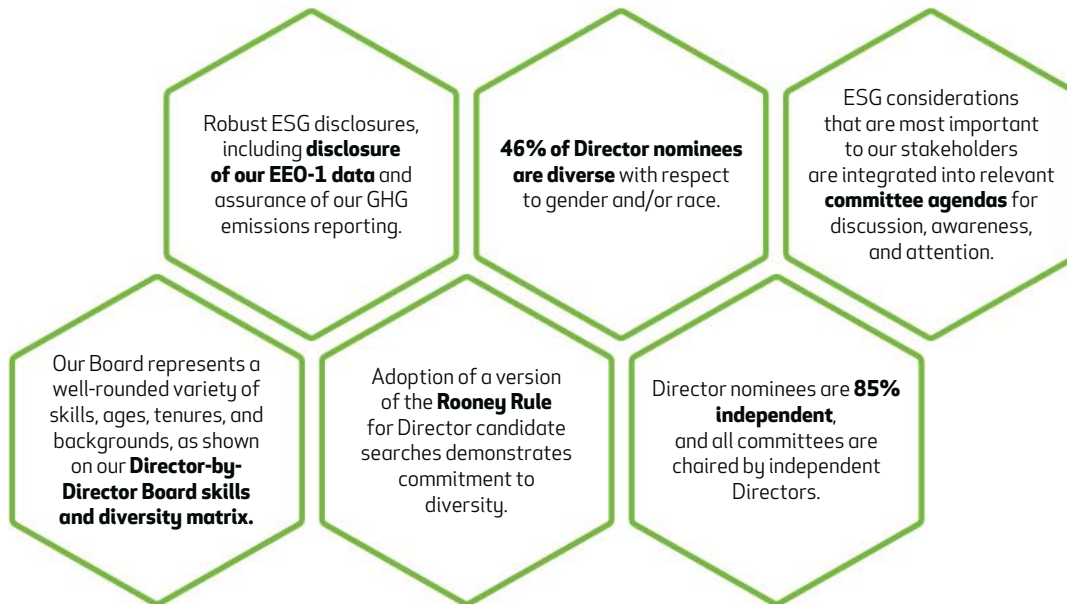 Robust ESG disclosures,
including disclosure
of our EEO-1 data and
assurance of our GHG
emissions reporting.
46% of Director nominees
are diverse with respect
to gender and/or race.
ESG considerations
that are most important
to our stakeholders
are integrated into relevant
committee agendas for
discussion, awareness,
and attention.
Our Board represents a
well-rounded variety of
skills, ages, tenures, and
backgrounds, as shown
on our Director-by-
Director Board skills
and diversity matrix.
Adoption of a version
of the Rooney Rule
for Director candidate
searches demonstrates
commitment to
diversity.
Director nominees are 85%
independent,
and all committees are
chaired by independent
Directors.